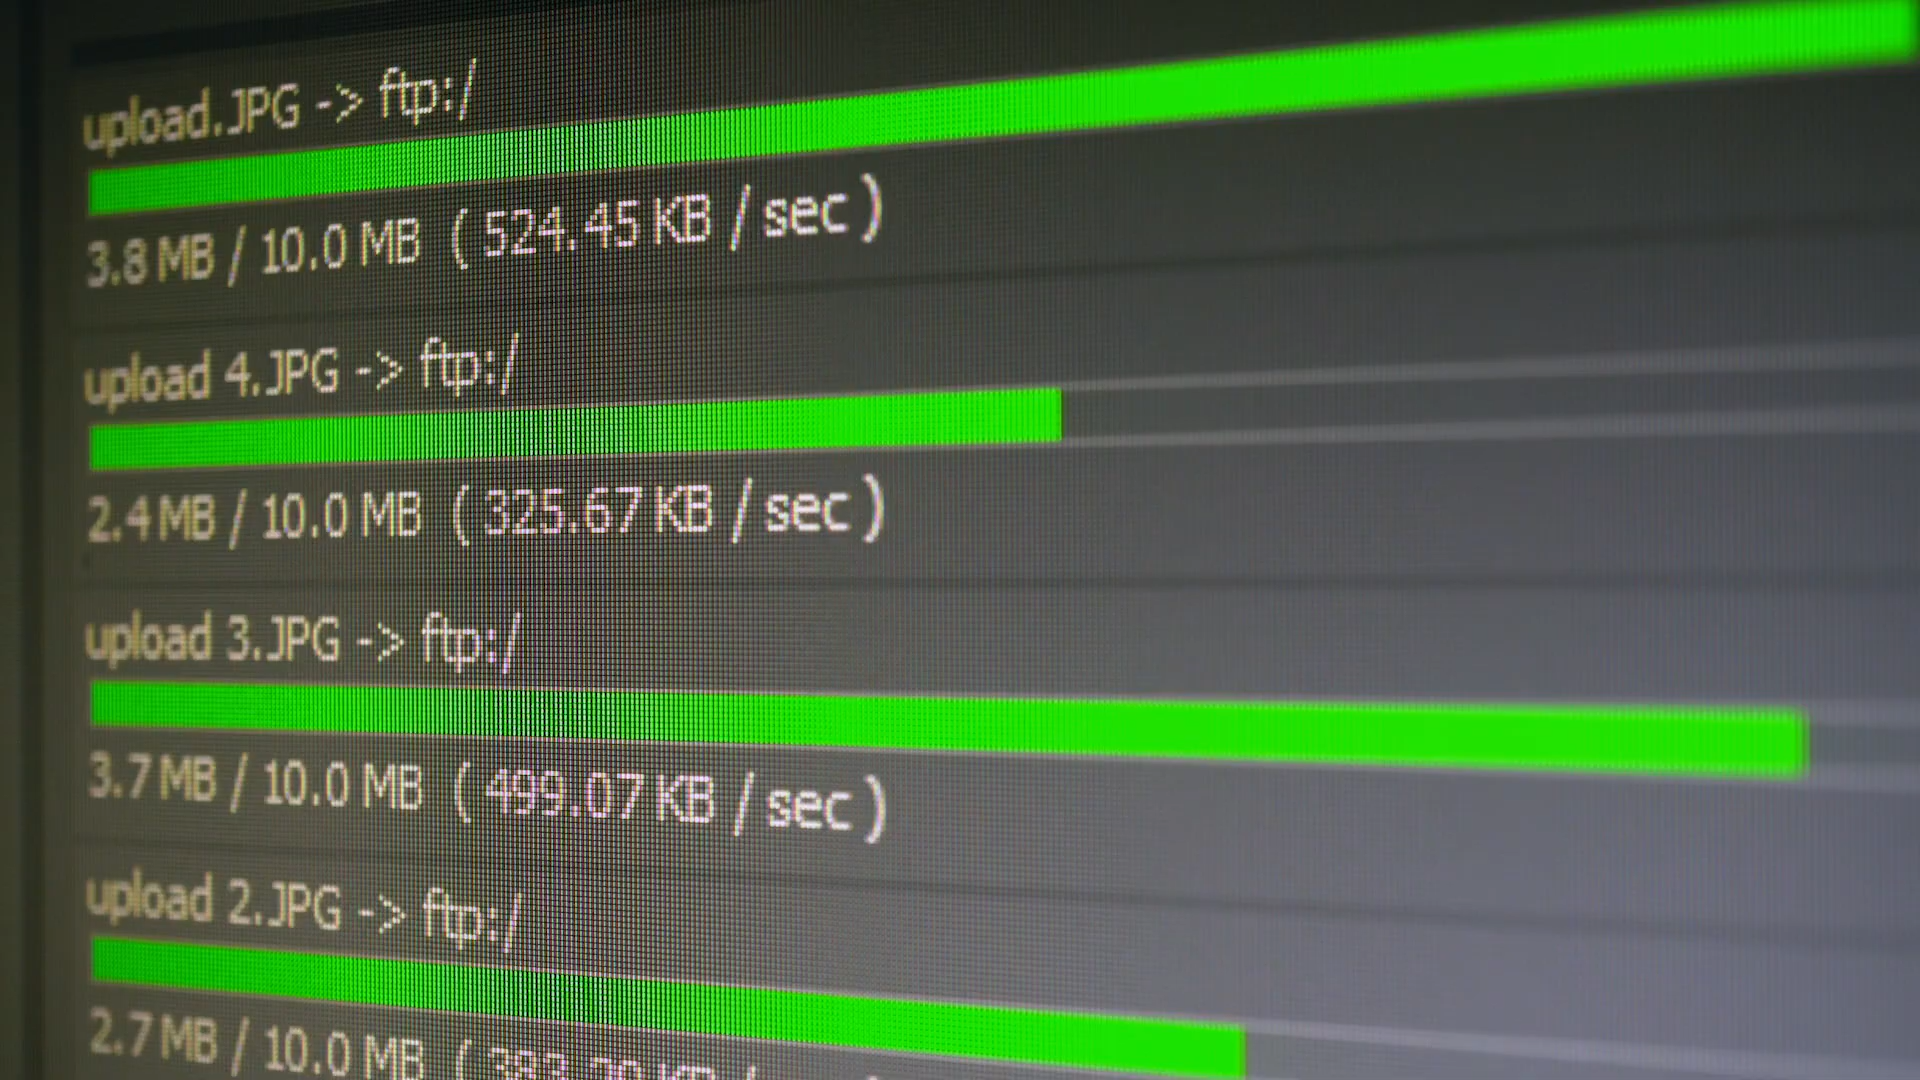 upload.JPG -> ftp:/
3.8 MB / 10.0 MB ( 524.45 KB / sec )
upload 4.JPG -> ftp:/
2.4 MB / 10.0 MB ( 325.67 KB / sec )
upload 3.JPG -> ftp:/
3.7 MB / 10.0 MB ( 499.07 KB / sec )
upload 2.JPG -> ftp:/
2.7 MB / 10.0 MB (